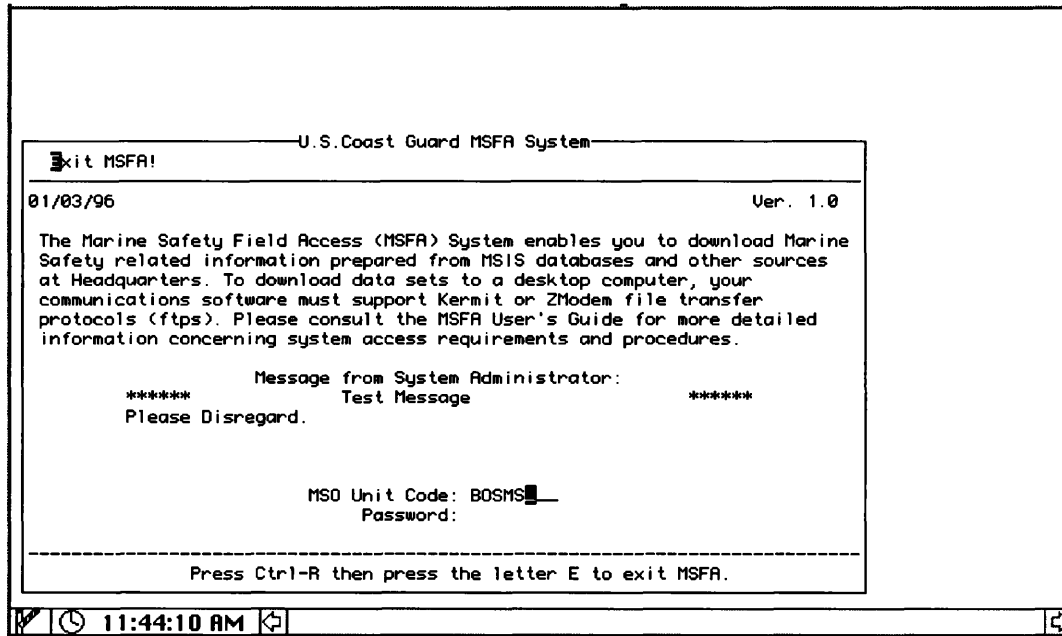 U.S.Coast Guard MSFA System
Exit MSFA!
01/03/96 Ver. 1.0
The Marine Safety Field Access (MSFA) System enables you to download Marine
Safety related information prepared from MSIS databases and other sources
at Headquarters. To download data sets to a desktop computer, your
communications software must support Kermit or ZModem file transfer
protocols (ftps). Please consult the MSFA User's Guide for more detailed
information concerning system access requirements and procedures.
Message from System Administrator:
****** Test Message ******
Please Disregard.
MSO Unit Code: BOSMS
Password:
Press Ctrl-R then press the letter E to exit MSFA.
11:44:10 AM